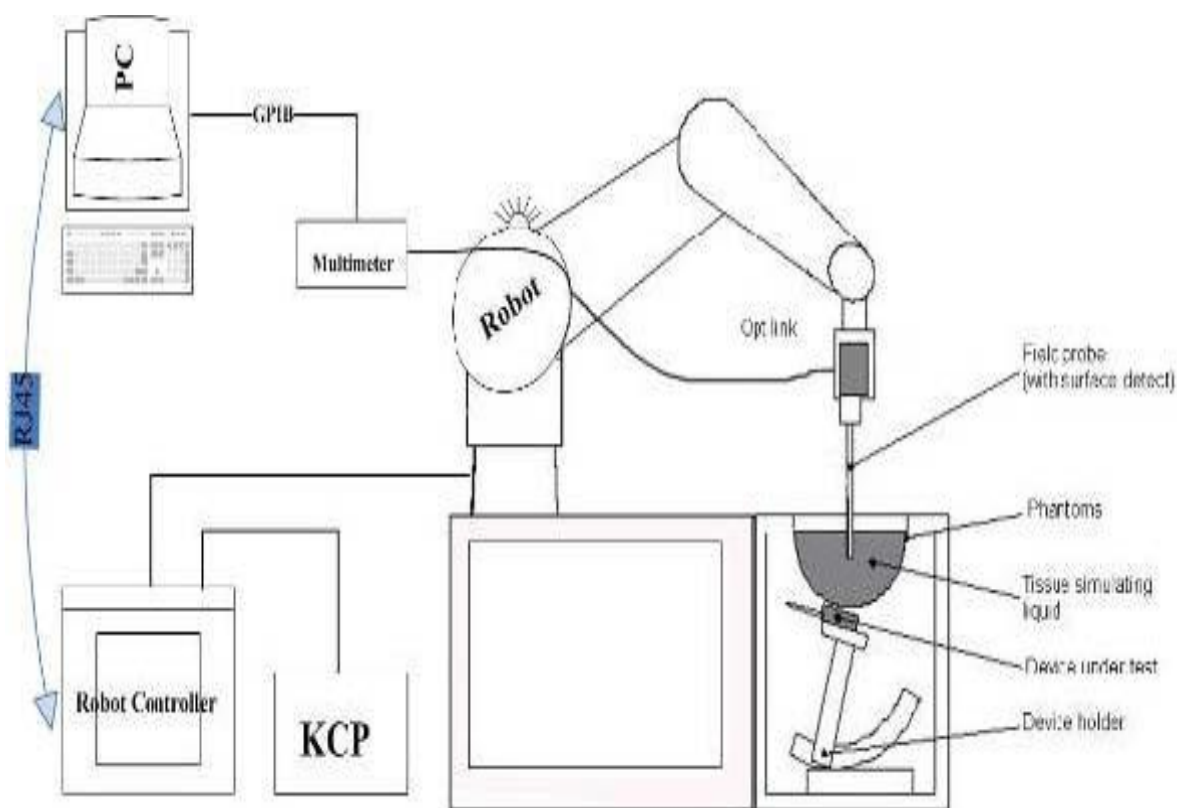 PC
GPIB
Multimeter
Robot
Opt link
Field probe
(with surface detect)
RJ45
Phantoms
Tissue simulating
liquid
Device under test
Device holder
Robot Controller
KCP